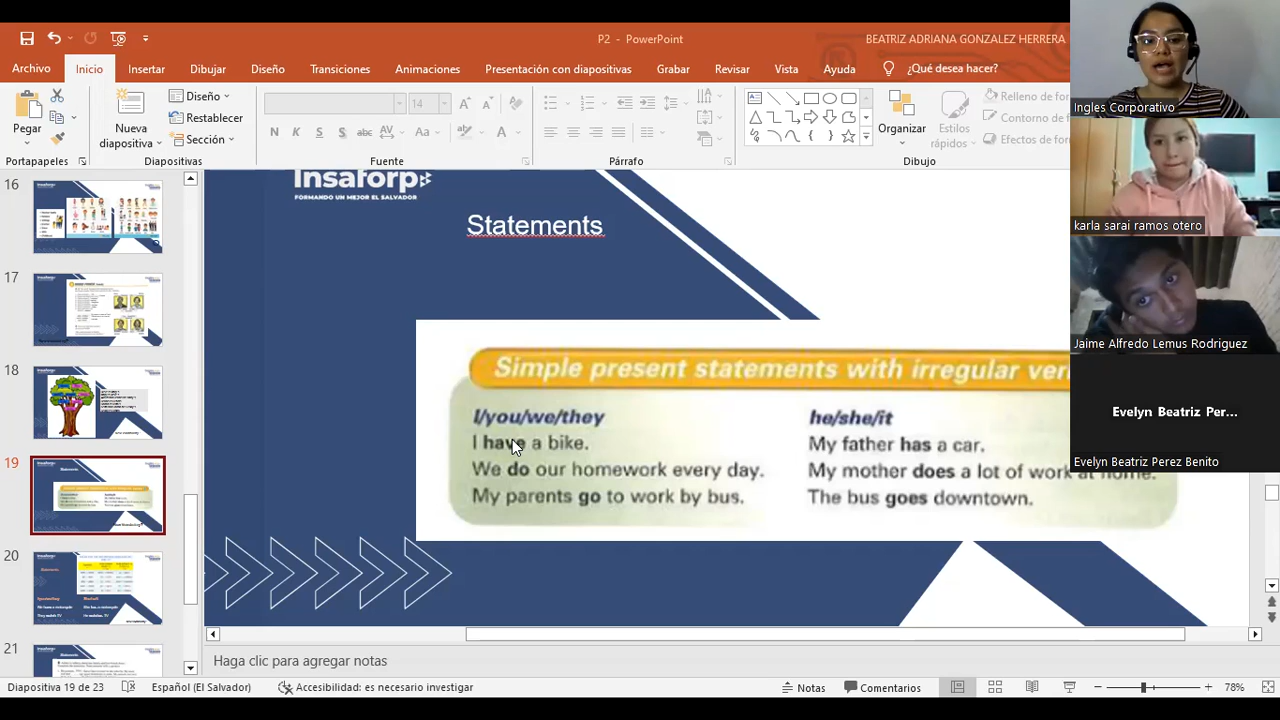 P2 - PowerPoint
BEATRIZ ADRIANA GONZALEZ HERRERA
Archivo
Inicio
Insertar
Dibujar
Diseño
Transiciones
Animaciones
Presentación con diapositivas
Grabar
Revisar
Vista
Ayuda
¿Qué desea hacer?
Pegar
Nueva
diapositiva
Diseño
Restablecer
Sección
14
N K S S abc AV Aa A
Organizar
Estilos
rápidos
Relleno de for
Contorno de f
Efectos de form
Portapapeles
Diapositivas
Fuente
Párrafo
Dibujo
16
17
18
19
20
21
Insaforp
FORMANDO UN MEJOR EL SALVADOR
Statements
Simple present statements with irregular ver
I/you/we/they
I have a bike.
We do our homework every day.
My parents go to work by bus.
he/she/it
My father has a car.
My mother does a lot of work at home.
The bus goes downtown.
Ingles Corporativo
karla sarai ramos otero
Jaime Alfredo Lemus Rodriguez
Evelyn Beatriz Per...
Evelyn Beatriz Perez Benito
Haga clic para agregar notas
Diapositiva 19 de 23
Español (El Salvador)
Accesibilidad: es necesario investigar
Notas
Comentarios
78%